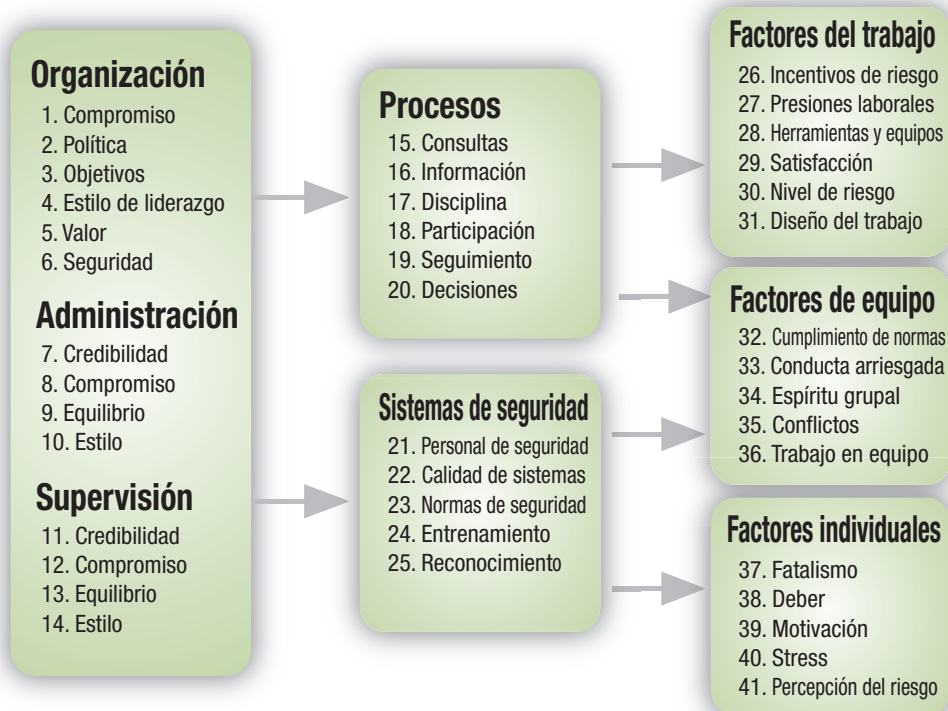 Organización
1. Compromiso
2. Política
3. Objetivos
4. Estilo de liderazgo
5. Valor
6. Seguridad
Administración
7. Credibilidad
8. Compromiso
9. Equilibrio
10. Estilo
Supervisión
11. Credibilidad
12. Compromiso
13. Equilibrio
14. Estilo
Procesos
15. Consultas
16. Información
17. Disciplina
18. Participación
19. Seguimiento
20. Decisiones
Sistemas de seguridad
21. Personal de seguridad
22. Calidad de sistemas
23. Normas de seguridad
24. Entrenamiento
25. Reconocimiento
Factores del trabajo
26. Incentivos de riesgo
27. Presiones laborales
28. Herramientas y equipos
29. Satisfacción
30. Nivel de riesgo
31. Diseño del trabajo
Factores de equipo
32. Cumplimiento de normas
33. Conducta arriesgada
34. Espíritu grupal
35. Conflictos
36. Trabajo en equipo
Factores individuales
37. Fatalismo
38. Deber
39. Motivación
40. Stress
41. Percepción del riesgo